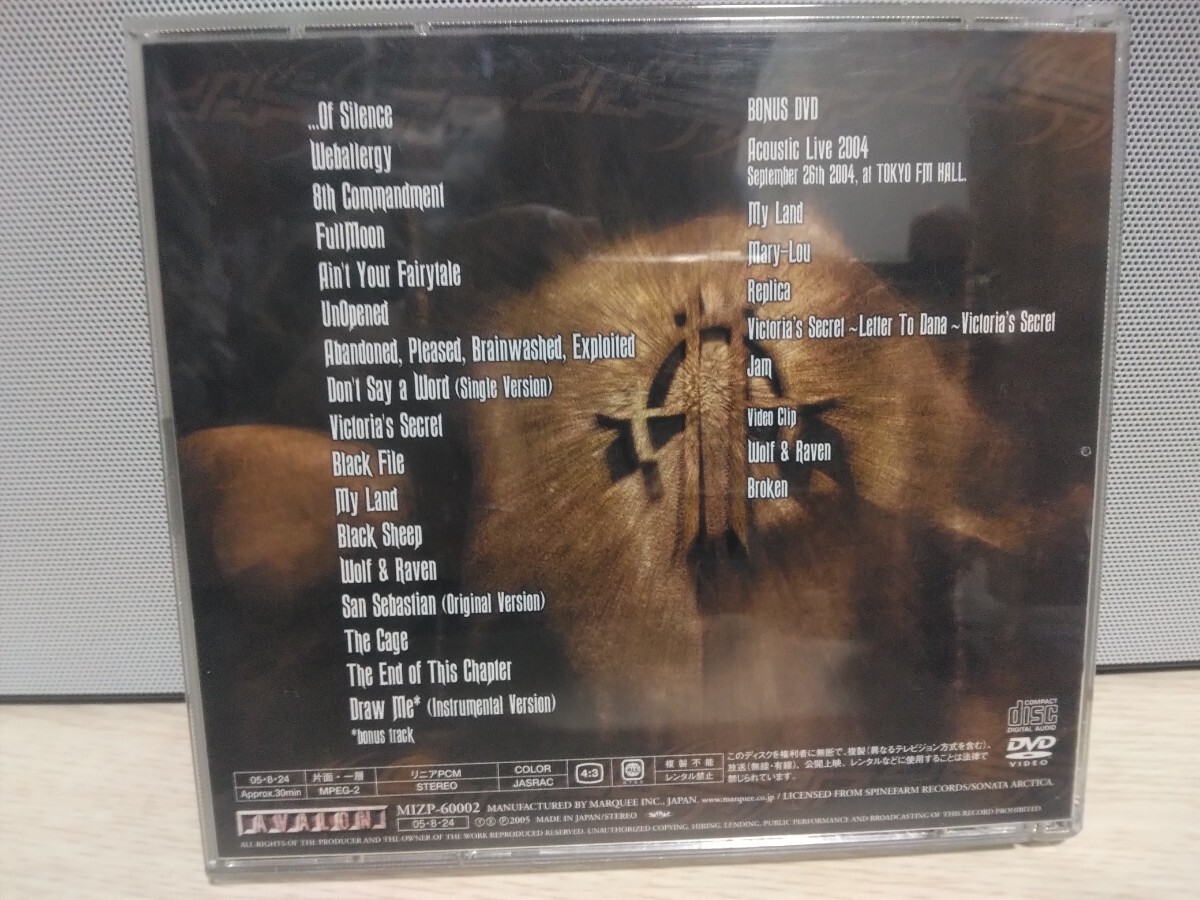 ...Of Silence
Weballergy
8th Commandment
FullMoon
Ain't Your Fairytale
UnOpened
Abandoned, Pleased, Brainwashed, Exploited
Don't Say a Word (Single Version)
Victoria's Secret
Black File
My Land
Black Sheep
Wolf & Raven
San Sebastian (Original Version)
The Cage
The End of This Chapter
Draw Me* (Instrumental Version)
*bonus track
BONUS DVD
Acoustic Live 2004
September 26th 2004, at TOKYO FM HALL.
My Land
Mary-Lou
Replica
Victoria's Secret ~Letter To Dana ~Victoria's Secret
Jam
Video Clip
Wolf & Raven
Broken
COMPACT
disc
DIGITAL AUDIO
DVD
VIDEO
05-8-24 片面・一層 リニアPCM COLOR 4:3 複製不能
Approx.30min MPEG-2 STEREO JASRAC レンタル禁止
このディスクを権利者に無断で、複製(異なるテレビジョン方式を含む)、
放送(無線・有線)、公開上映、レンタルなどに使用することは法律で
禁じられています。
AVALON
MIZP-60002 MANUFACTURED BY MARQUEE INC., JAPAN. www.marquee.co.jp / LICENSED FROM SPINEFARM RECORDS/SONATA ARCTICA.
05-8-24 ℗2005 MADE IN JAPAN/STEREO
ALL RIGHTS OF THE PRODUCER AND THE OWNER OF THE WORK REPRODUCED RESERVED. UNAUTHORIZED COPYING, HIRING, LENDING, PUBLIC PERFORMANCE AND BROADCASTING OF THIS RECORD PROHIBITED.